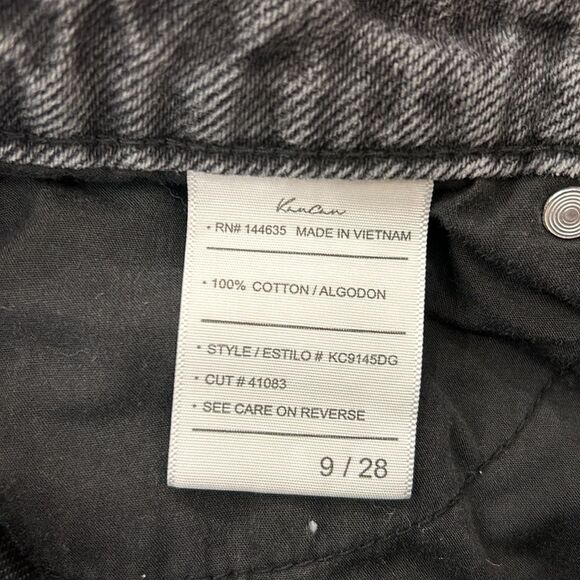 KanCan
• RN# 144635 MADE IN VIETNAM
• 100% COTTON / ALGODON
• STYLE / ESTILO # KC9145DG
• CUT # 41083
• SEE CARE ON REVERSE
9 / 28